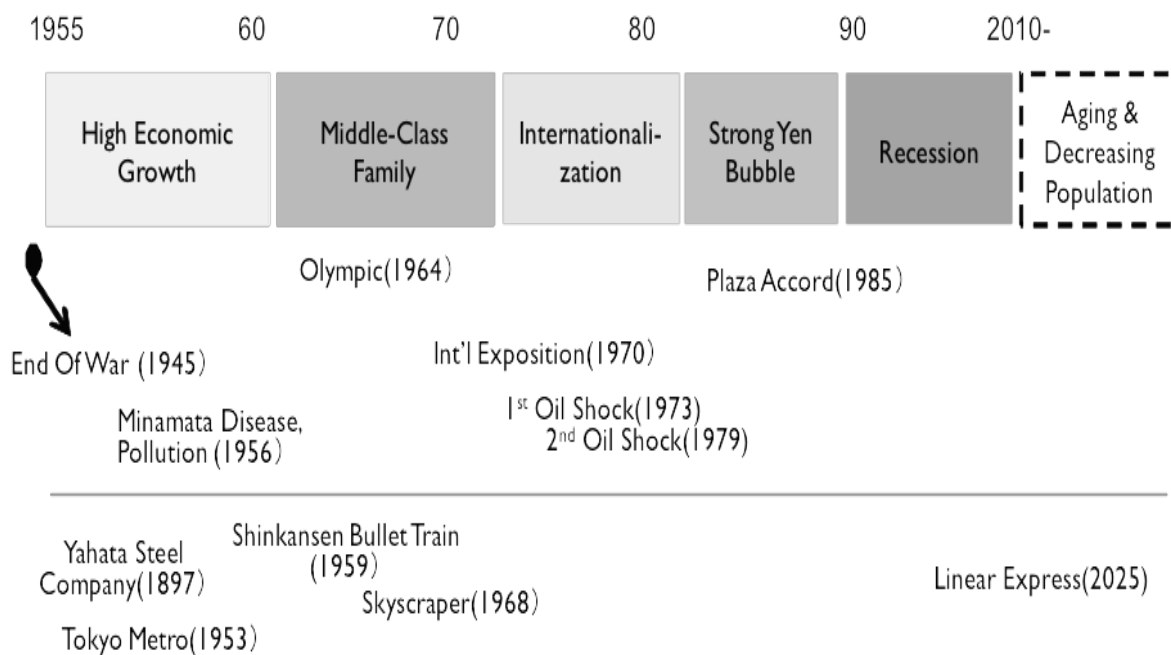 1955 60 70 80 90 2010-
High Economic
Growth
Middle-Class
Family
Internationali-
zation
Strong Yen
Bubble
Recession
Aging &
Decreasing
Population
Olympic(1964)
Plaza Accord(1985)
End Of War (1945)
Int'l Exposition(1970)
1st Oil Shock(1973)
2nd Oil Shock(1979)
Minamata Disease,
Pollution (1956)
Yahata Steel
Company(1897)
Shinkansen Bullet Train
(1959)
Skyscraper(1968)
Tokyo Metro(1953)
Linear Express(2025)